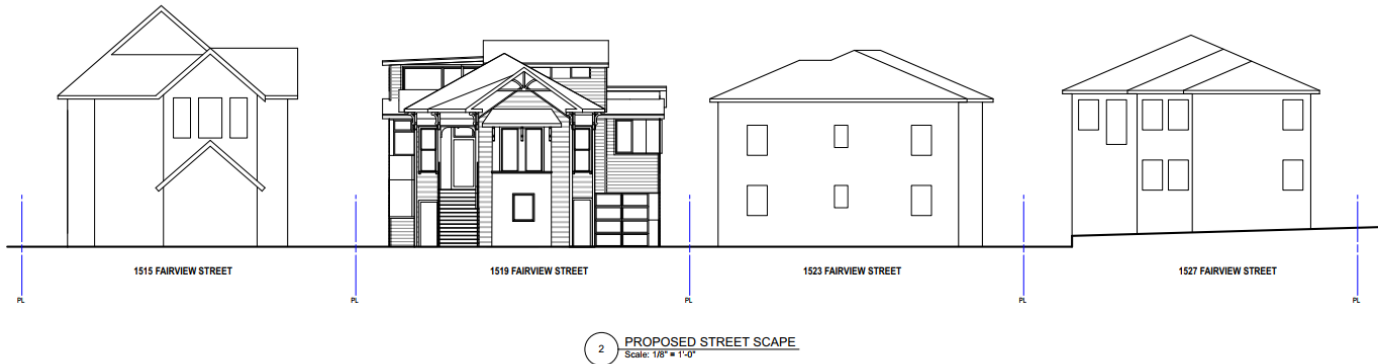 1515 FAIRVIEW STREET
1519 FAIRVIEW STREET
1523 FAIRVIEW STREET
1527 FAIRVIEW STREET
PL
PL
PL
PL
PL
2
PROPOSED STREET SCAPE
Scale: 1/8" = 1'-0"